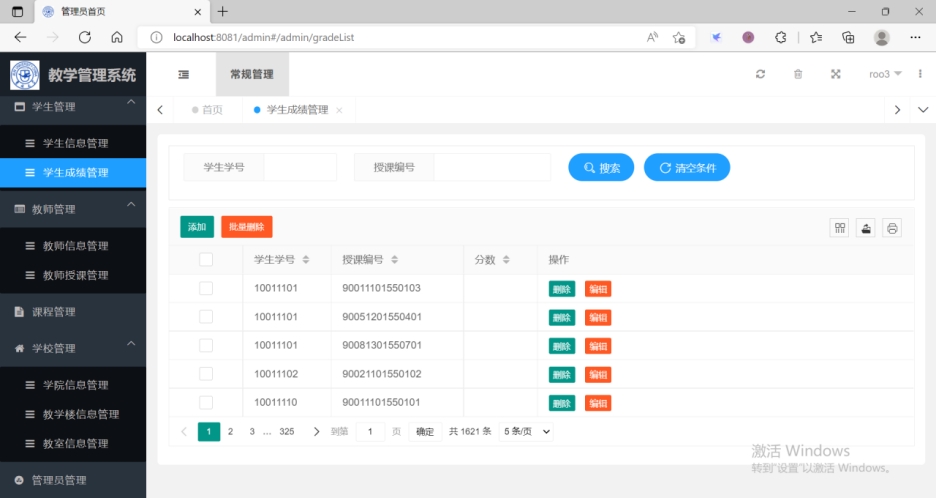 管理员首页
localhost:8081/admin#/admin/gradeList
教学管理系统
常规管理
roo3
学生管理
首页
学生成绩管理
学生信息管理
学生成绩管理
教师管理
教师信息管理
教师授课管理
课程管理
学校管理
学院信息管理
教学楼信息管理
教室信息管理
管理员管理
学生学号
授课编号
搜索
清空条件
添加
批量删除
学生学号 授课编号 分数 操作
10011101 90011101550103 删除 编辑
10011101 90051201550401 删除 编辑
10011101 90081301550701 删除 编辑
10011102 90021101550102 删除 编辑
10011110 90011101550101 删除 编辑
1 2 3 … 325 到第 1 页 确定 共 1621 条 5 条/页
激活 Windows
转到"设置"以激活 Windows。